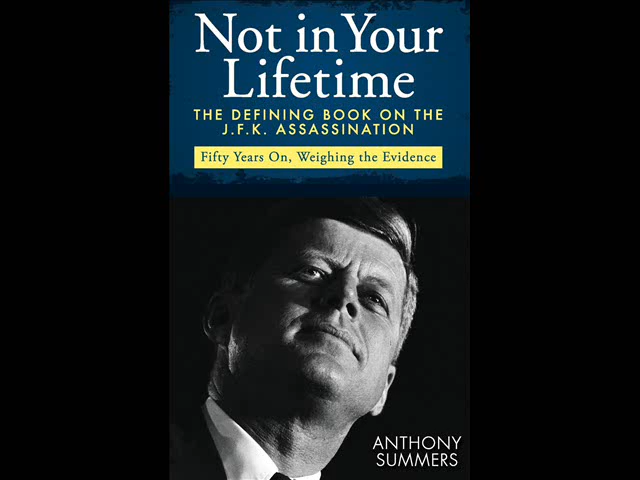 Not in Your
Lifetime
THE DEFINING BOOK ON THE
J.F.K. ASSASSINATION
Fifty Years On, Weighing the Evidence
ANTHONY
SUMMERS